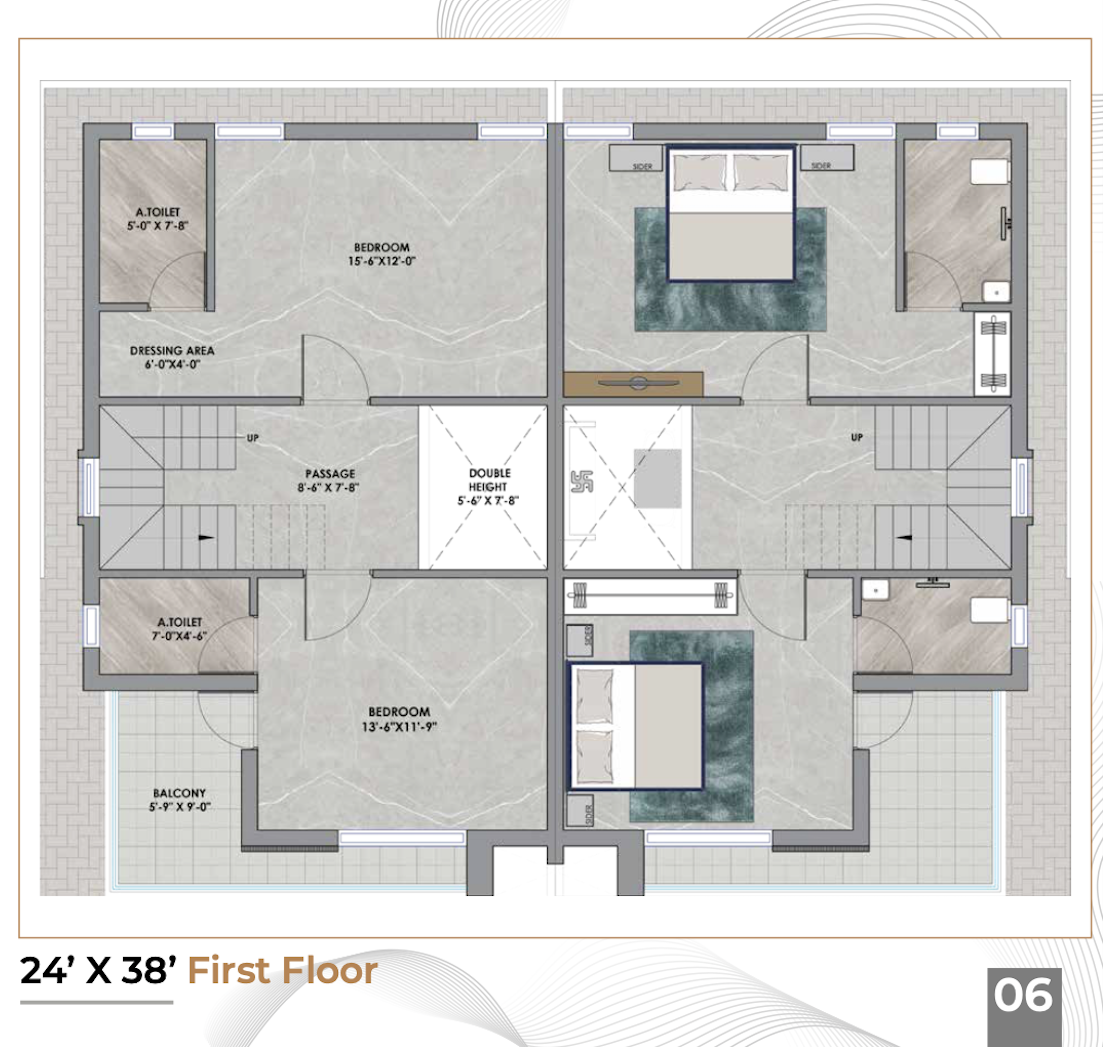 SIDER
SIDER
A.TOILET
5'-0" X 7'-8"
BEDROOM
15'-6"X12'-0"
DRESSING AREA
6'-0"X4'-0"
UP
UP
PASSAGE
8'-6" X 7'-8"
DOUBLE
HEIGHT
5'-6" X 7'-8"
A.TOILET
7'-0"X4'-6"
SIDER
BEDROOM
13'-6"X11'-9"
BALCONY
5'-9" X 9'-0"
SIDER
24’ X 38’ First Floor
06